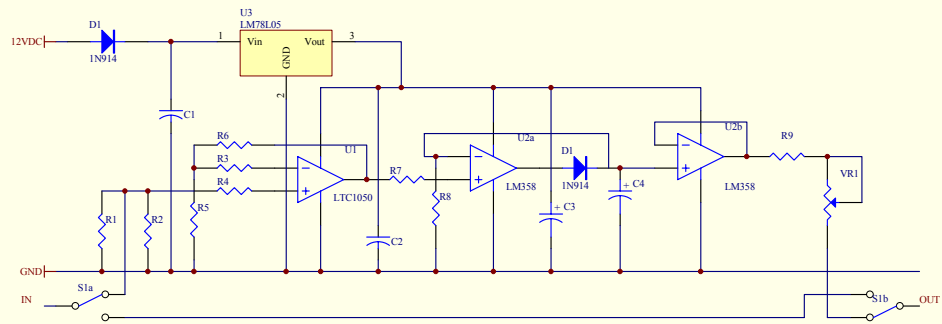 U3
D1
LM78L05
12VDC
1
Vin
Vout
3
1N914
GND
2
C1
R6
U1
U2a
U2b
R3
R7
D1
R9
R4
LTC1050
LM358
1N914
C4
LM358
VR1
R1
R2
R5
R8
C3
C2
GND
S1a
IN
S1b
OUT